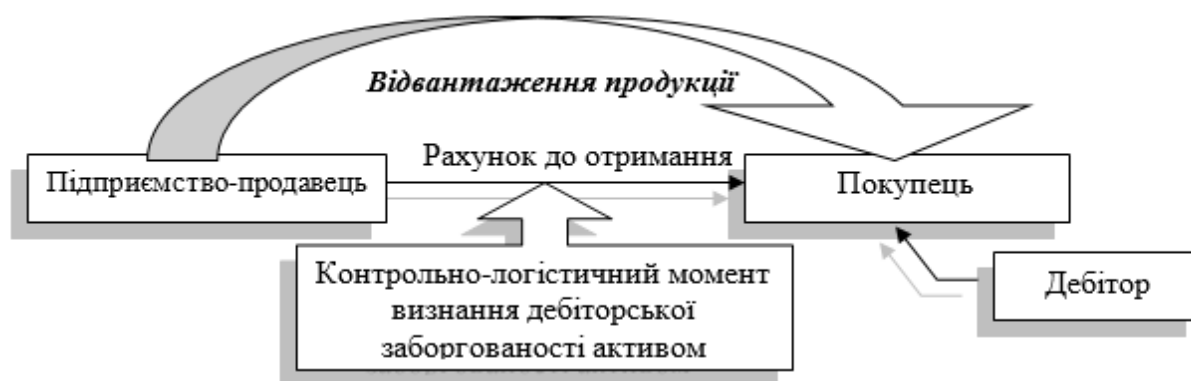 Відвантаження продукції
Рахунок до отримання
Підприємство-продавець
Покупець
Контрольно-логістичний момент
визнання дебіторської
заборгованості активом
Дебітор